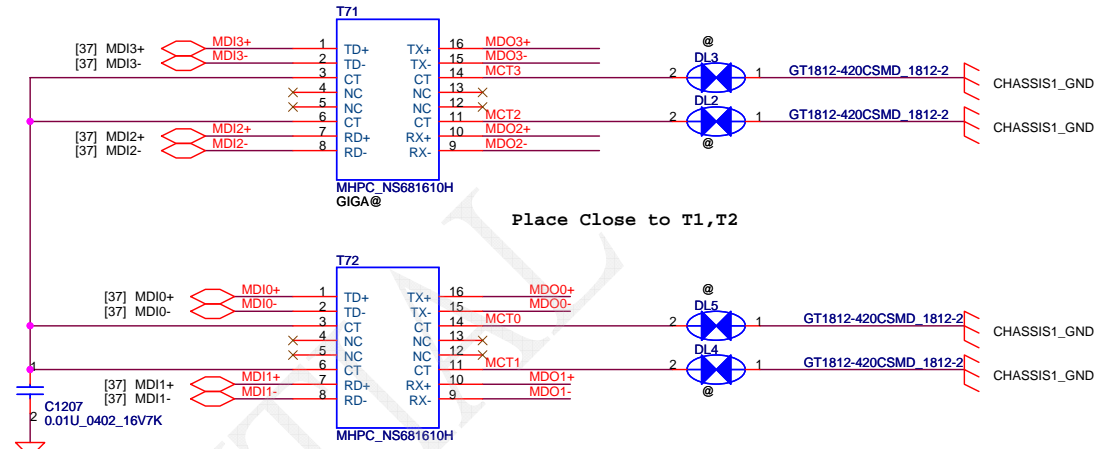 T71
[37] MDI3+ MDI3+ 1 TD+ TX+ 16 MDO3+
[37] MDI3- MDI3- 2 TD- TX- 15 MDO3-
3 CT CT 14 MCT3
4 NC NC 13
5 NC NC 12
6 CT CT 11 MCT2
[37] MDI2+ MDI2+ 7 RD+ RX+ 10 MDO2+
[37] MDI2- MDI2- 8 RD- RX- 9 MDO2-
MHPC_NS681610H
GIGA@
@
DL3
2 1 GT1812-420CSMD_1812-2
CHASSIS1_GND
DL2
2 1 GT1812-420CSMD_1812-2
CHASSIS1_GND
@
Place Close to T1,T2
T72
[37] MDI0+ MDI0+ 1 TD+ TX+ 16 MDO0+
[37] MDI0- MDI0- 2 TD- TX- 15 MDO0-
3 CT CT 14 MCT0
4 NC NC 13
5 NC NC 12
6 CT CT 11 MCT1
[37] MDI1+ MDI1+ 7 RD+ RX+ 10 MDO1+
[37] MDI1- MDI1- 8 RD- RX- 9 MDO1-
MHPC_NS681610H
@
DL5
2 1 GT1812-420CSMD_1812-2
CHASSIS1_GND
DL4
2 1 GT1812-420CSMD_1812-2
CHASSIS1_GND
@
1
C1207
2 0.01U_0402_16V7K